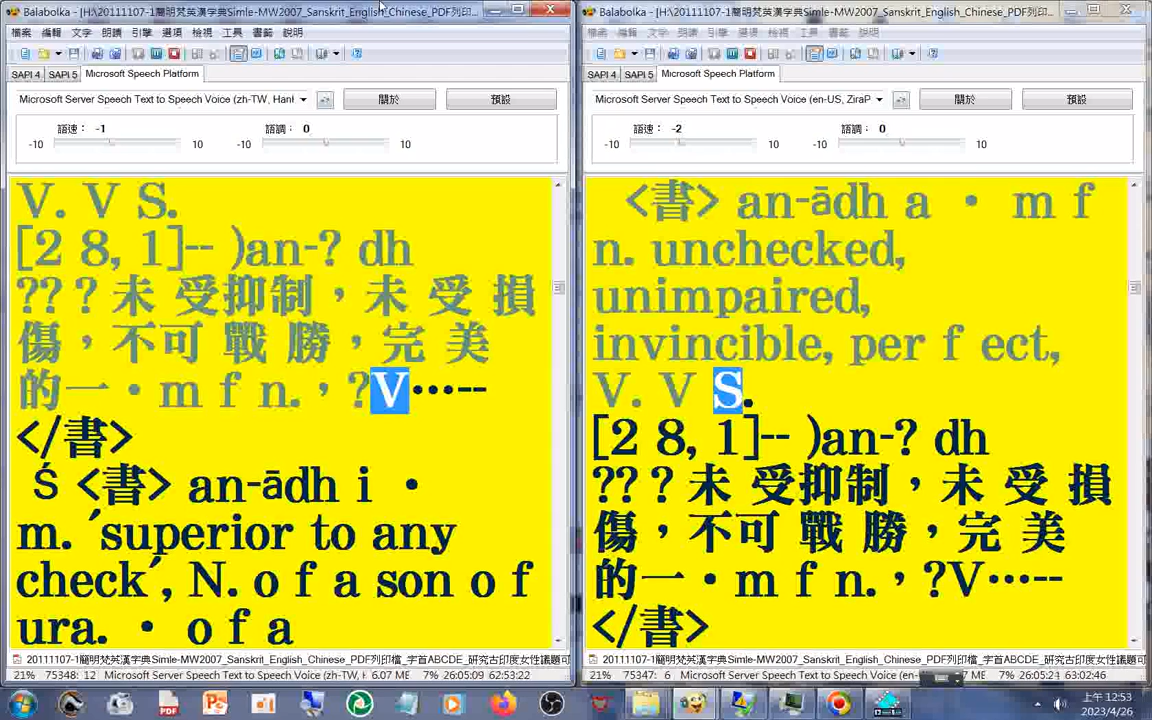 Balabolka - [H:\20111107-1簡明梵英漢字典Simle-MW2007_Sanskrit_English_Chinese_PDF列印...
檔案 編輯 文字 朗讀 引擎 選項 檢視 工具 書籤 說明
SAPI 4 SAPI 5 Microsoft Speech Platform
Microsoft Server Speech Text to Speech Voice (zh-TW, Han
關於 預設
語速： -1 語調： 0
-10 10 -10 10
V. V S.
[2 8, 1]-- )an-? dh
?? ? 未 受抑制，未 受 損
傷，不可 戰 勝，完 美
的一・m f n.，?V…--
</書>
Ś <書> an-ādh i ・
m. ´superior to any
check´, N. o f a son o f
ura. ・ o f a
20111107-1簡明梵英漢字典Simle-MW2007_Sanskrit_English_Chinese_PDF列印檔_字首ABCDE_研究古印度女性議題可
21% 75348: 12 Microsoft Server Speech Text to Speech Voice (zh-TW, H 6.07 ME 7% 26:05:09 62:53:22
Balabolka - [H:\20111107-1簡明梵英漢字典Simle-MW2007_Sanskrit_English_Chinese_PDF列印...
檔案 編輯 文字 朗讀 引擎 選項 檢視 工具 書籤 說明
SAPI 4 SAPI 5 Microsoft Speech Platform
Microsoft Server Speech Text to Speech Voice (en-US, ZiraP
關於 預設
語速： -2 語調： 0
-10 10 -10 10
<書> an-ādh a ・ m f
n. unchecked,
unimpaired,
invincible, per f ect,
V. V S.
[2 8, 1]-- )an-? dh
?? ? 未 受抑制，未 受 損
傷，不可 戰 勝，完 美
的一・m f n.，?V…--
</書>
20111107-1簡明梵英漢字典Simle-MW2007_Sanskrit_English_Chinese_PDF列印檔_字首ABCDE_研究古印度女性議題可
21% 75347: 6 Microsoft Server Speech Text to Speech Voice (en-US, 7% 26:05:21 63:02:46
上午 12:53
2023/4/26